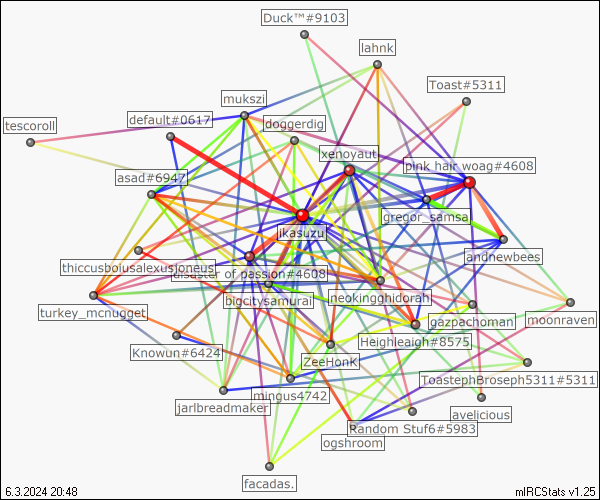 Duck™#9103
lahnk
Toast#5311
mukszi
default#0617
doggerdig
tescoroll
xenoyaut
pink hair woag#4608
asad#6947
gregor_samsa
jkasuzu
andnewbees
thiccusboiusalexusjoneus
disaster of passion#4608
bigcitysamurai
neokingghidorah
turkey_mcnugget
gazpachoman
moonraven
Heighleaigh#8575
Knowun#6424
ZeeHonK
ToastephBroseph5311#5311
mingus4742
jarlbreadmaker
avelicious
Random Stuf6#5983
ogshroom
facadas.
6.3.2024 20:48
mIRCStats v1.25